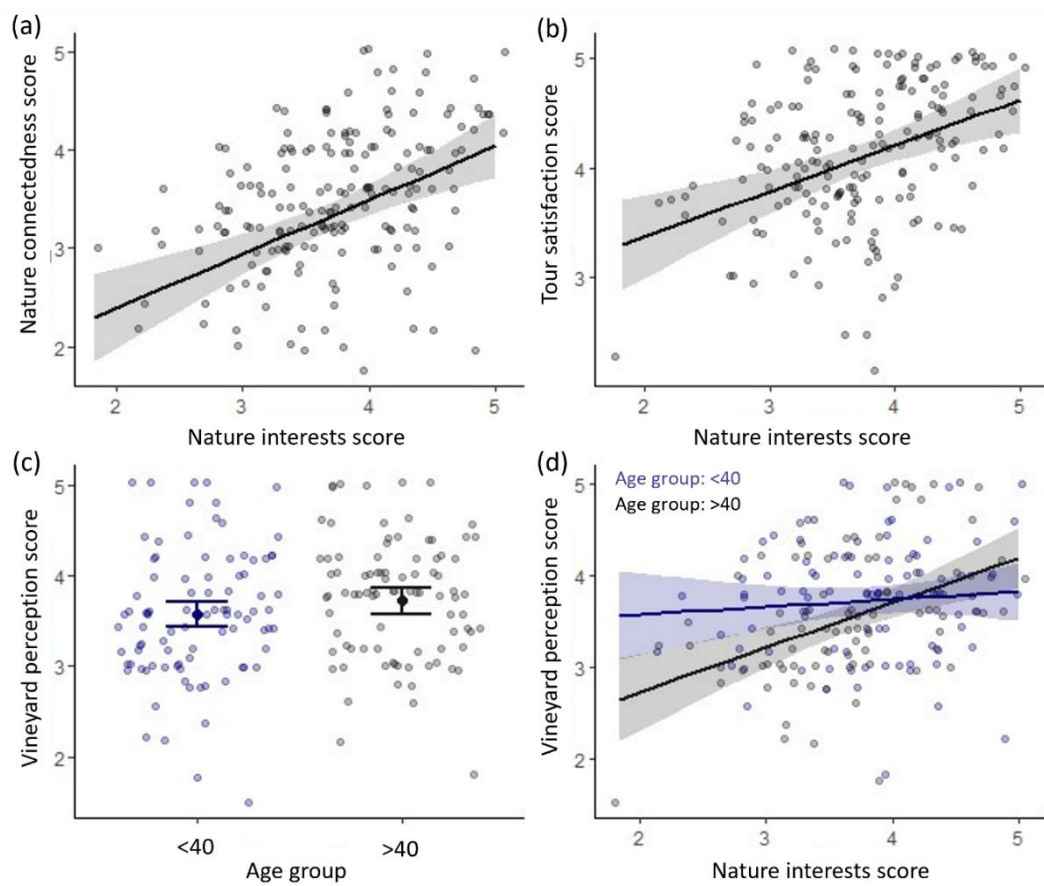 (a)
Nature connectedness score
5
4
3
2
2 3 4 5
Nature interests score
(b)
Tour satisfaction score
5
4
3
2 3 4 5
Nature interests score
(c)
Vineyard perception score
5
4
3
2
<40 >40
Age group
(d)
Age group: <40
Age group: >40
Vineyard perception score
5
4
3
2
2 3 4 5
Nature interests score